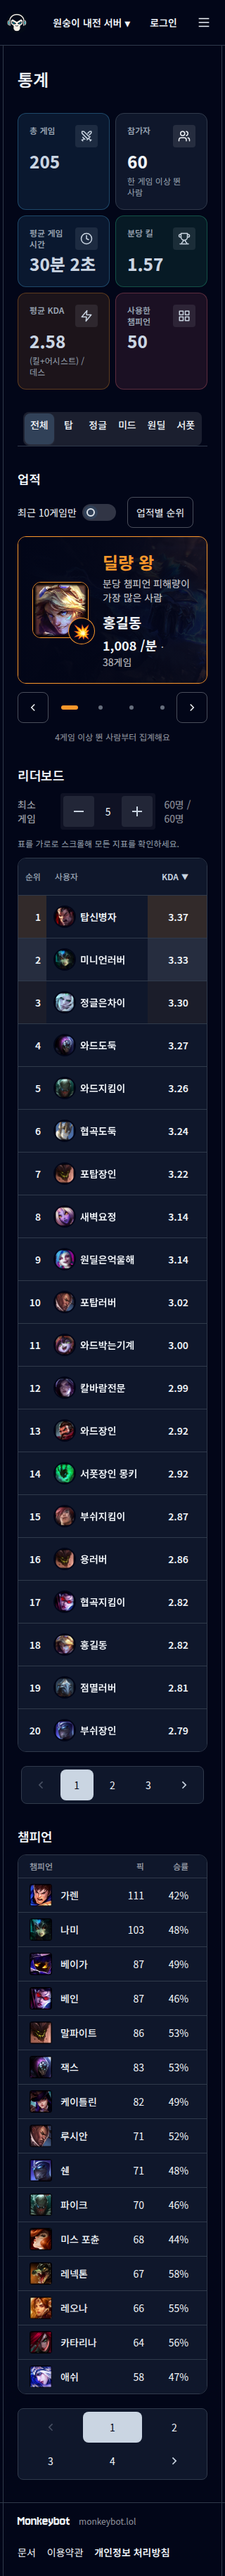 원숭이 내전 서버 ▾ 로그인
통계
총 게임
205
참가자
60
한 게임 이상 뛴
사람
평균 게임
시간
30분 2초
분당 킬
1.57
평균 KDA
2.58
(킬+어시스트) /
데스
사용한
챔피언
50
전체 탑 정글 미드 원딜 서폿
업적
최근 10게임만 업적별 순위
딜량 왕
분당 챔피언 피해량이
가장 많은 사람
홍길동
1,008 /분 ·
38게임
4게임 이상 뛴 사람부터 집계해요
리더보드
최소
게임
5
60명 /
60명
표를 가로로 스크롤해 모든 지표를 확인하세요.
순위 사용자 KDA ▼
1 탑신병자 3.37
2 미니언러버 3.33
3 정글은차이 3.30
4 와드도둑 3.27
5 와드지킴이 3.26
6 협곡도둑 3.24
7 포탑장인 3.22
8 새벽요정 3.14
9 원딜은억울해 3.14
10 포탑러버 3.02
11 와드박는기계 3.00
12 칼바람전문 2.99
13 와드장인 2.92
14 서폿장인 몽키 2.92
15 부쉬지킴이 2.87
16 용러버 2.86
17 협곡지킴이 2.82
18 홍길동 2.82
19 점멸러버 2.81
20 부쉬장인 2.79
1 2 3
챔피언
챔피언 픽 승률
가렌 111 42%
나미 103 48%
베이가 87 49%
베인 87 46%
말파이트 86 53%
잭스 83 53%
케이틀린 82 49%
루시안 71 52%
쉔 71 48%
파이크 70 46%
미스 포츈 68 44%
레넥톤 67 58%
레오나 66 55%
카타리나 64 56%
애쉬 58 47%
1 2
3 4
Monkeybot monkeybot.lol
문서 이용약관 개인정보 처리방침